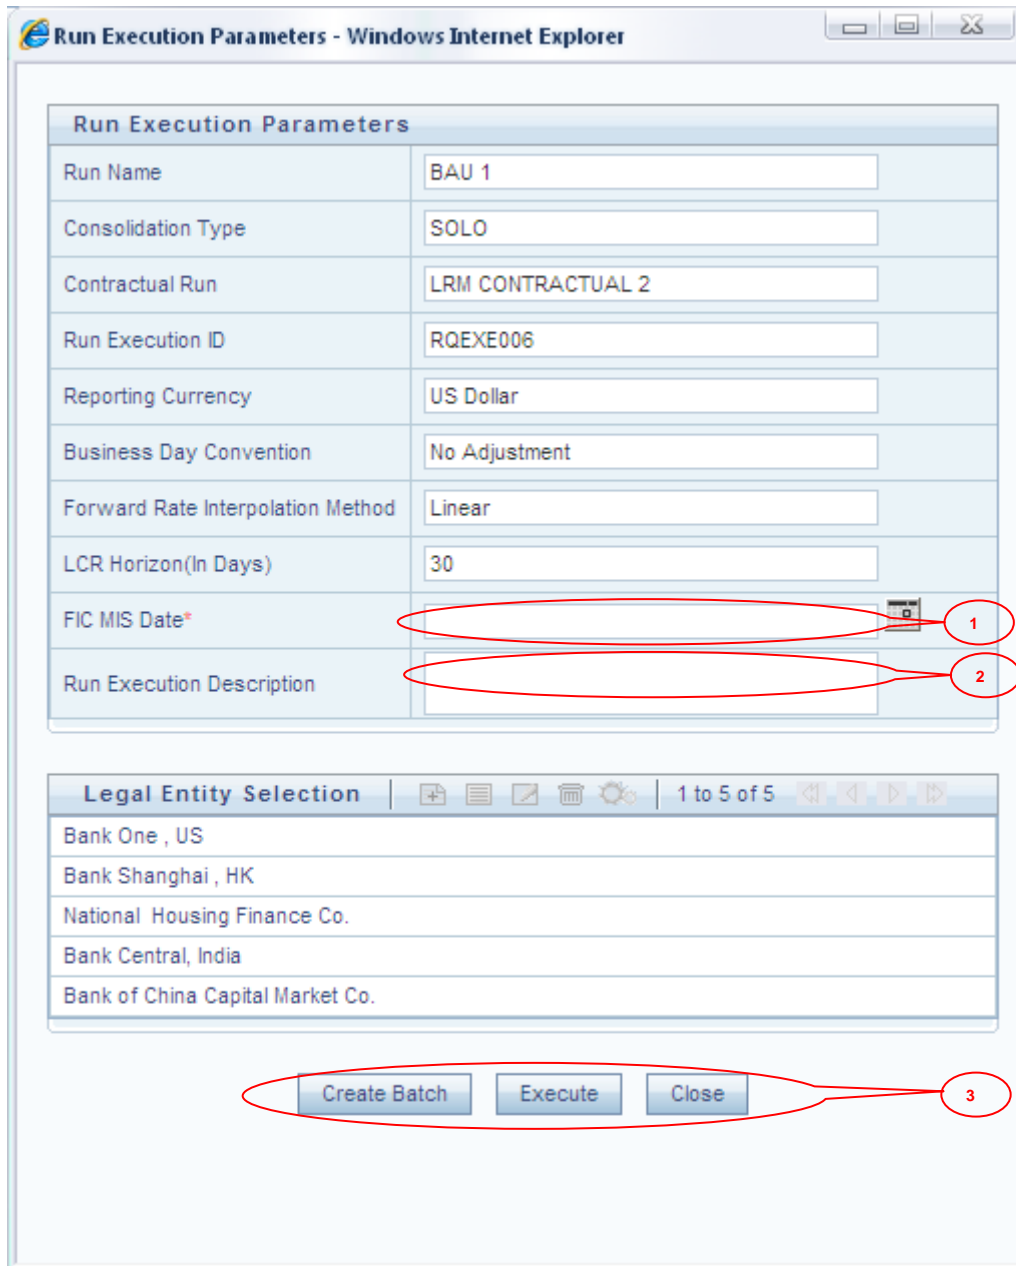 Run Execution Parameters - Windows Internet Explorer
Run Execution Parameters
Run Name BAU 1
Consolidation Type SOLO
Contractual Run LRM CONTRACTUAL 2
Run Execution ID RQEXE006
Reporting Currency US Dollar
Business Day Convention No Adjustment
Forward Rate Interpolation Method Linear
LCR Horizon(In Days) 30
FIC MIS Date* 1
Run Execution Description 2
Legal Entity Selection 1 to 5 of 5
Bank One , US
Bank Shanghai , HK
National Housing Finance Co.
Bank Central, India
Bank of China Capital Market Co.
Create Batch Execute Close 3